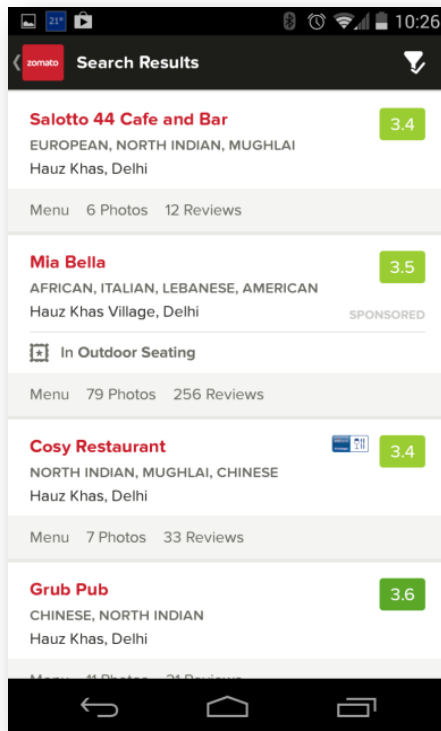 21°
10:26
zomato Search Results
Salotto 44 Cafe and Bar
3.4
EUROPEAN, NORTH INDIAN, MUGHLAI
Hauz Khas, Delhi
Menu 6 Photos 12 Reviews
Mia Bella
3.5
AFRICAN, ITALIAN, LEBANESE, AMERICAN
Hauz Khas Village, Delhi
SPONSORED
In Outdoor Seating
Menu 79 Photos 256 Reviews
Cosy Restaurant
3.4
NORTH INDIAN, MUGHLAI, CHINESE
Hauz Khas, Delhi
Menu 7 Photos 33 Reviews
Grub Pub
3.6
CHINESE, NORTH INDIAN
Hauz Khas, Delhi